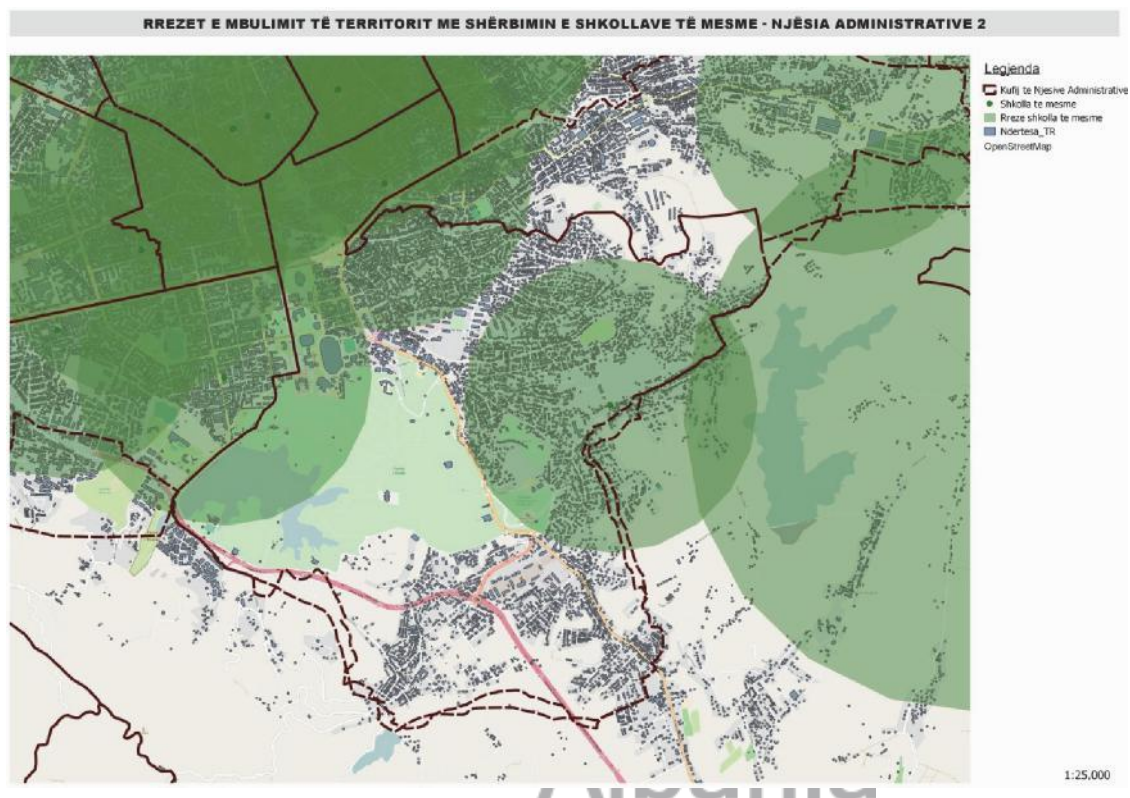 RREZET E MBULIMIT TË TERRITORIT ME SHËRBIMIN E SHKOLLAVE TË MESME - NJËSIA ADMINISTRATIVE 2
Legjenda
Kufij te Njesive Administrative
Shkolla te mesme
Rreze shkolla te mesme
Ndertesa_TR
OpenStreetMap
1:25,000
Albania